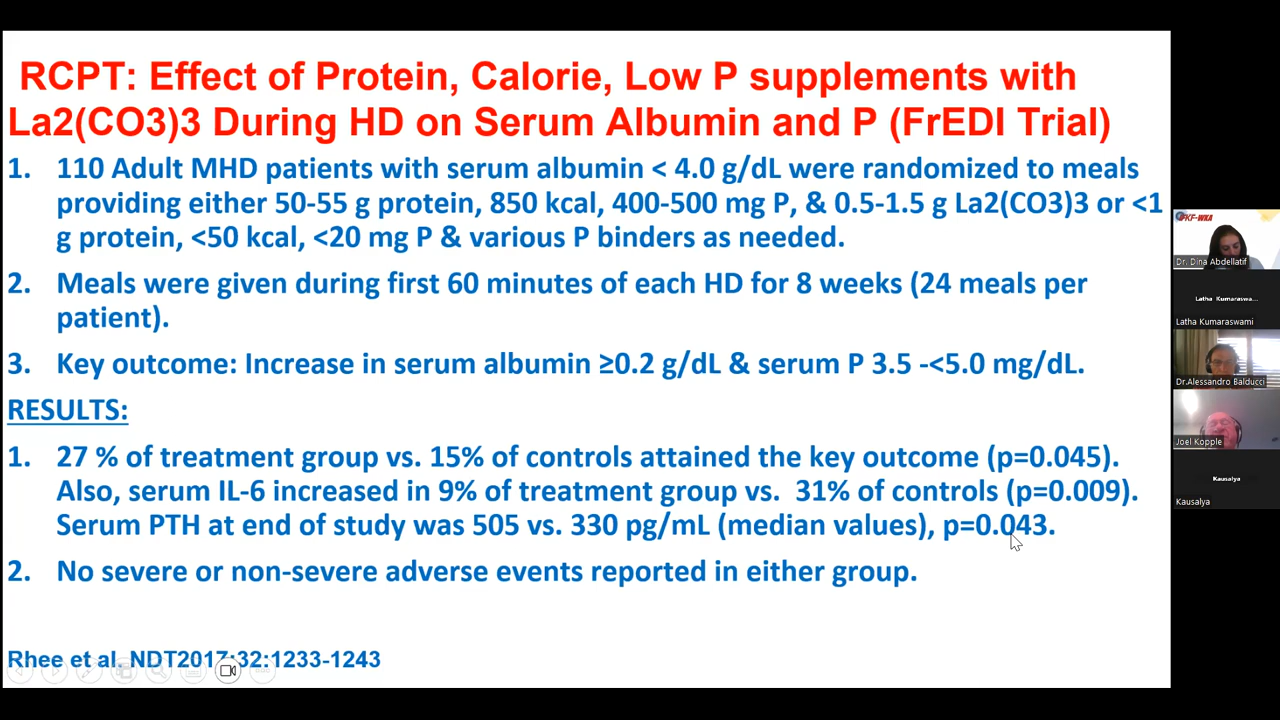 RCPT: Effect of Protein, Calorie, Low P supplements with
La2(CO3)3 During HD on Serum Albumin and P (FrEDI Trial)
1. 110 Adult MHD patients with serum albumin < 4.0 g/dL were randomized to meals
providing either 50-55 g protein, 850 kcal, 400-500 mg P, & 0.5-1.5 g La2(CO3)3 or <1
g protein, <50 kcal, <20 mg P & various P binders as needed.
2. Meals were given during first 60 minutes of each HD for 8 weeks (24 meals per
patient).
3. Key outcome: Increase in serum albumin ≥0.2 g/dL & serum P 3.5 -<5.0 mg/dL.
RESULTS:
1. 27 % of treatment group vs. 15% of controls attained the key outcome (p=0.045).
Also, serum IL-6 increased in 9% of treatment group vs. 31% of controls (p=0.009).
Serum PTH at end of study was 505 vs. 330 pg/mL (median values), p=0.043.
2. No severe or non-severe adverse events reported in either group.
Rhee et al. NDT2017;32:1233-1243
Dr. Dina Abdellatif
Latha Kumaraswa...
Latha Kumaraswami
Dr.Alessandro Balducci
Joel Kopple
Kausalya
Kausalya